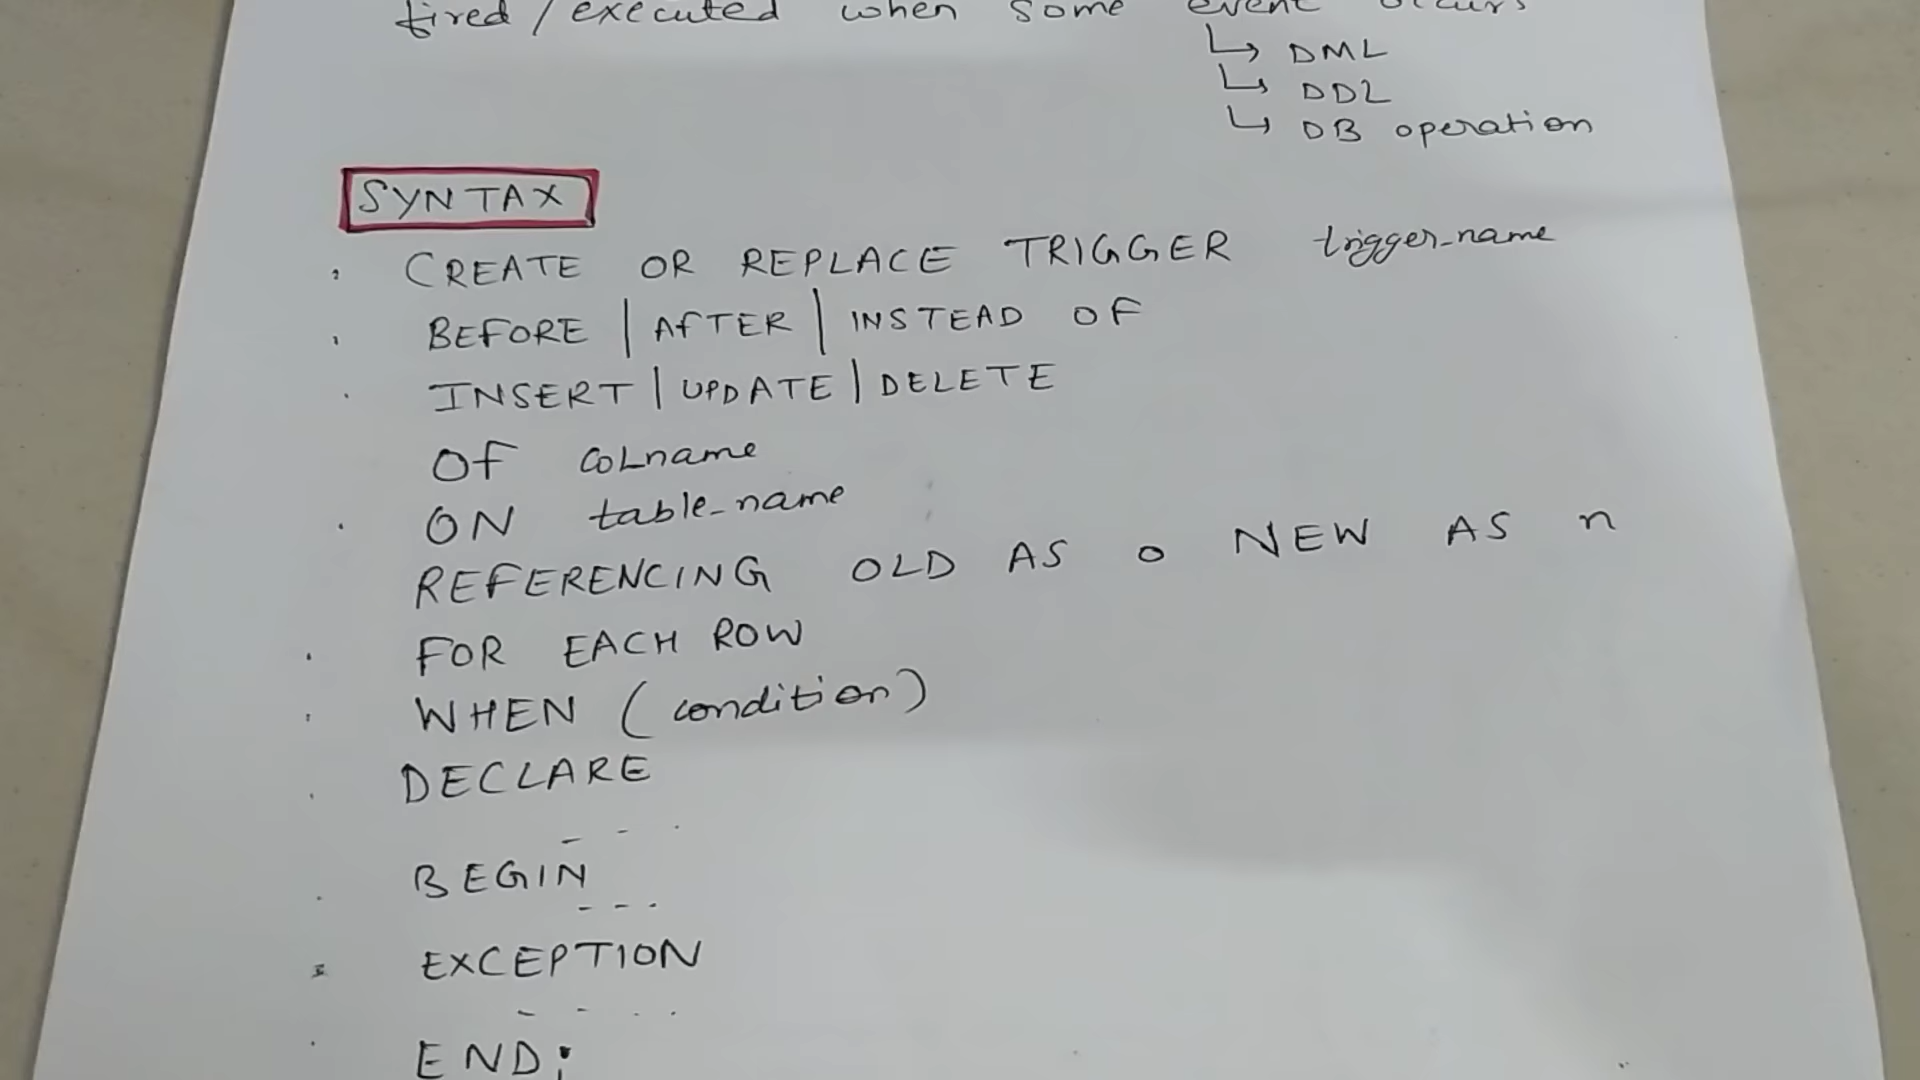 fired / executed when some event occurs
↳ DML
↳ DDL
↳ DB operation
SYNTAX
CREATE OR REPLACE TRIGGER trigger_name
BEFORE | AFTER | INSTEAD OF
INSERT | UPDATE | DELETE
OF Colname
ON table_name
REFERENCING OLD AS o NEW AS n
FOR EACH ROW
WHEN (condition)
DECLARE
- - -
BEGIN
- - -
EXCEPTION
- - - -
END;